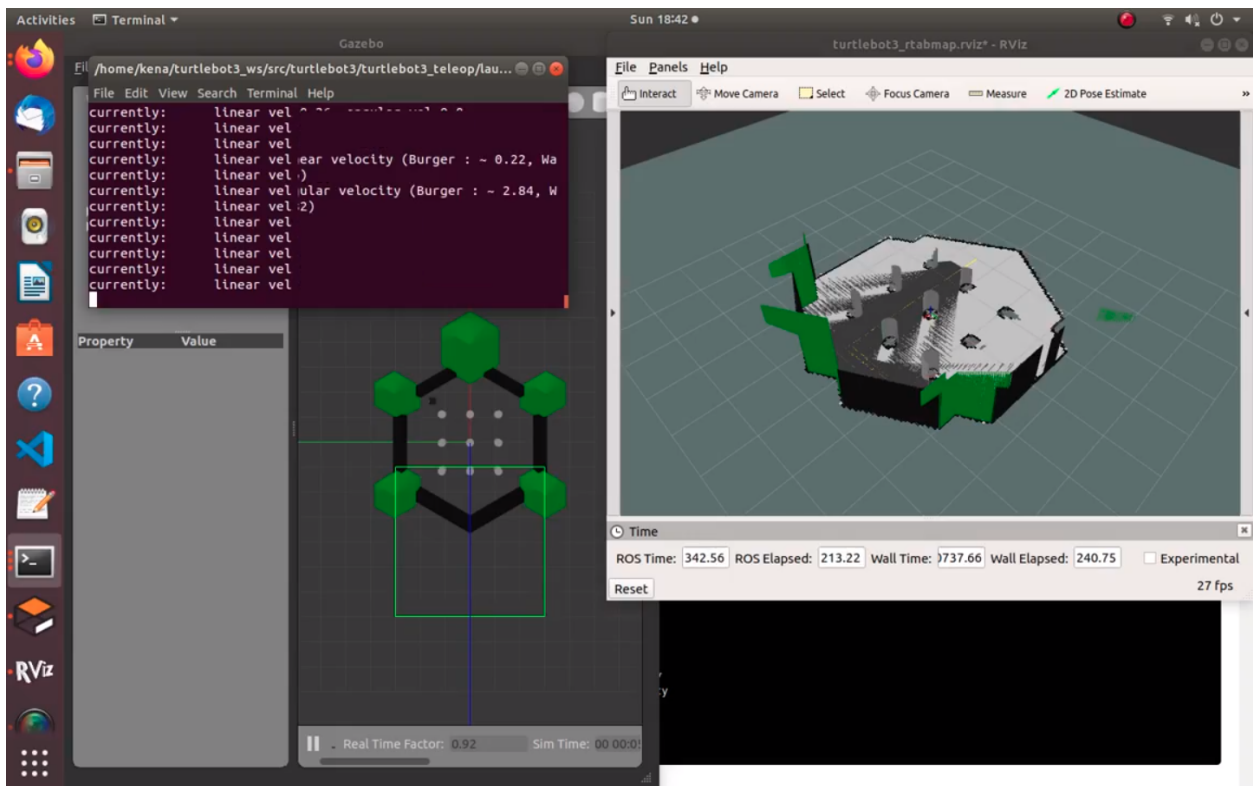 Activities
Terminal
Sun 18:42
Gazebo
/home/kena/turtlebot3_ws/src/turtlebot3/turtlebot3_teleop/lau...
File Edit View Search Terminal Help
currently: linear vel
currently: linear vel
currently: linear vel
currently: linear vel ear velocity (Burger : ~ 0.22, Wa
currently: linear vel )
currently: linear vel ular velocity (Burger : ~ 2.84, W
currently: linear vel 2)
currently: linear vel
currently: linear vel
currently: linear vel
currently: linear vel
currently: linear vel
Property Value
Real Time Factor: 0.92 Sim Time: 00 00:0
turtlebot3_rtabmap.rviz* - RViz
File Panels Help
Interact Move Camera Select Focus Camera Measure 2D Pose Estimate »
Time
ROS Time: 342.56 ROS Elapsed: 213.22 Wall Time: 737.66 Wall Elapsed: 240.75 Experimental
Reset 27 fps
RViz